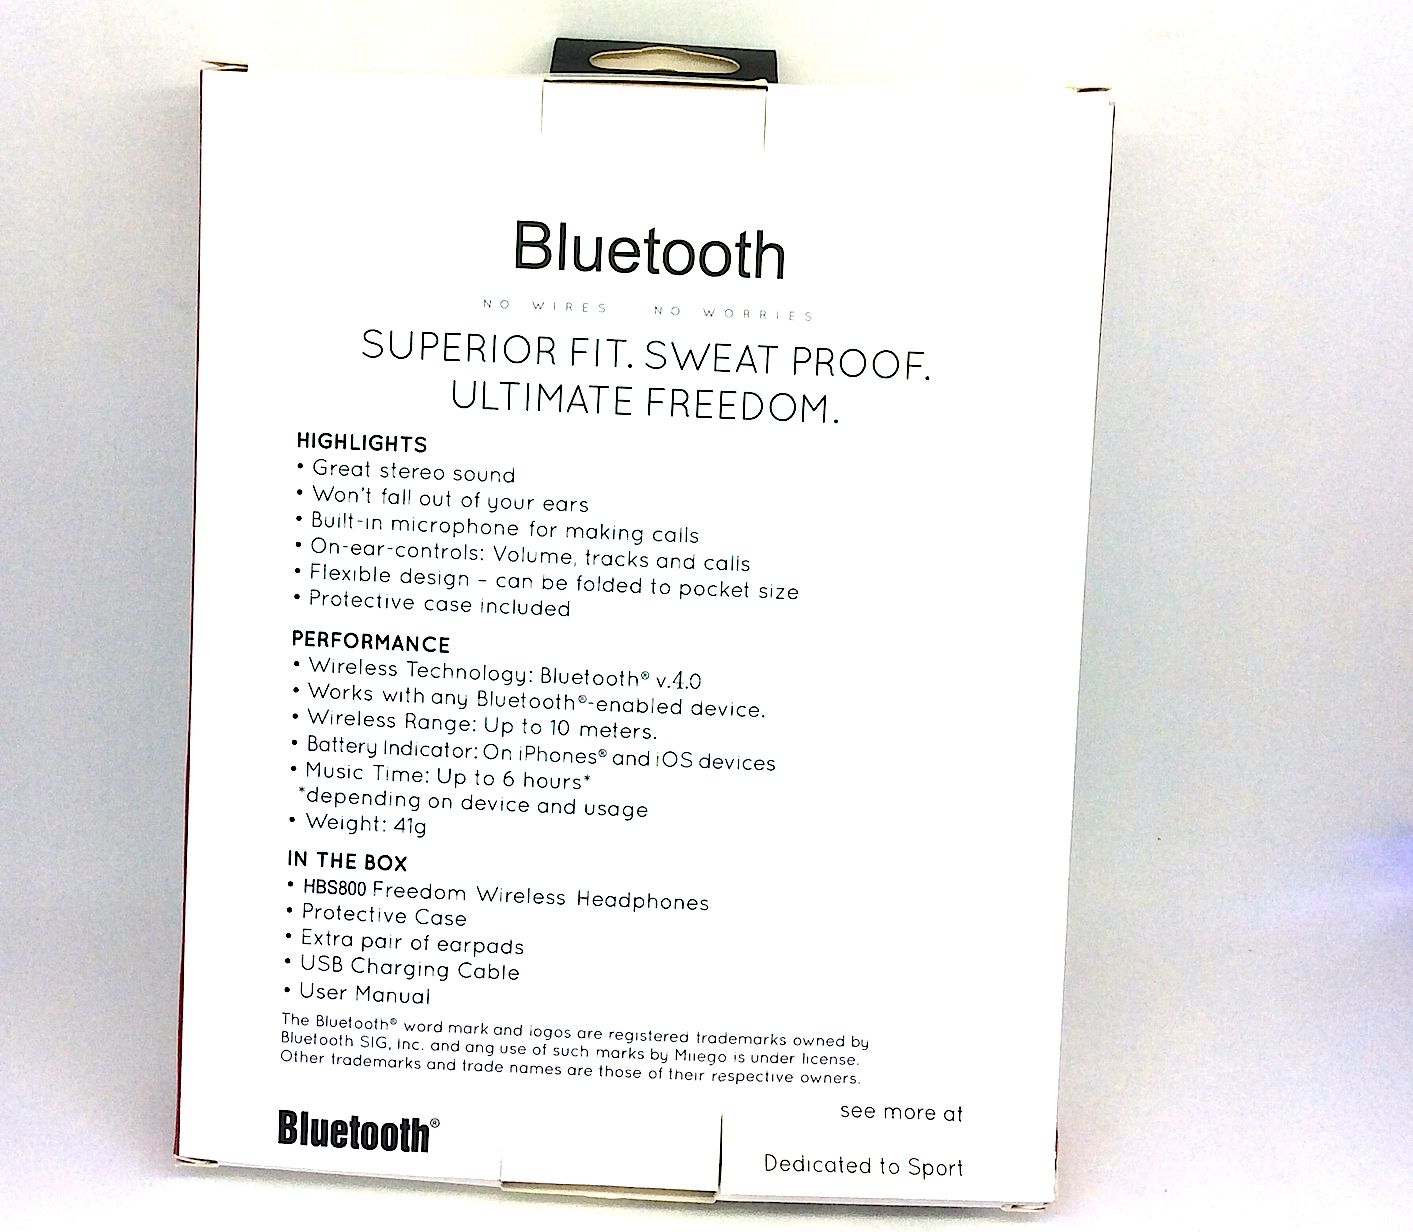 Bluetooth
NO WIRES NO WORRIES
SUPERIOR FIT. SWEAT PROOF.
ULTIMATE FREEDOM.
HIGHLIGHTS
• Great stereo sound
• Won't fall out of your ears
• Built-in microphone for making calls
• On-ear-controls: Volume, tracks and calls
• Flexible design - can be folded to pocket size
• Protective case included
PERFORMANCE
• Wireless Technology: Bluetooth® v.4.0
• Works with any Bluetooth®-enabled device.
• Wireless Range: Up to 10 meters.
• Battery Indicator: On iPhones® and iOS devices
• Music Time: Up to 6 hours*
*depending on device and usage
• Weight: 41g
IN THE BOX
• HBS800 Freedom Wireless Headphones
• Protective Case
• Extra pair of earpads
• USB Charging Cable
• User Manual
The Bluetooth® word mark and logos are registered trademarks owned by
Bluetooth SIG, Inc. and any use of such marks by Miiego is under license.
Other trademarks and trade names are those of their respective owners.
see more at
Bluetooth®
Dedicated to Sport